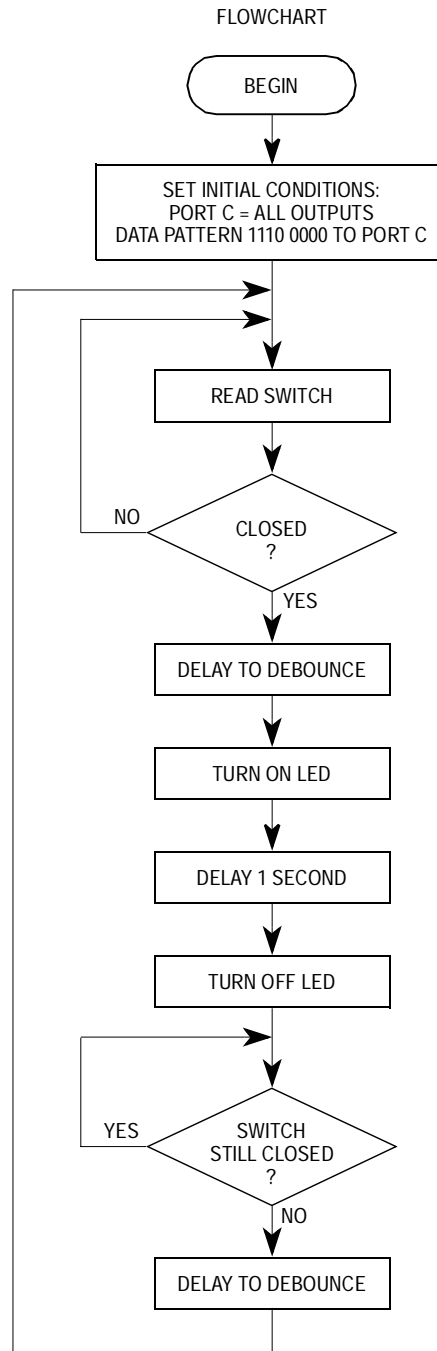 FLOWCHART
BEGIN
SET INITIAL CONDITIONS:
PORT C = ALL OUTPUTS
DATA PATTERN 1110 0000 TO PORT C
READ SWITCH
NO
CLOSED
?
YES
DELAY TO DEBOUNCE
TURN ON LED
DELAY 1 SECOND
TURN OFF LED
YES
SWITCH
STILL CLOSED
?
NO
DELAY TO DEBOUNCE